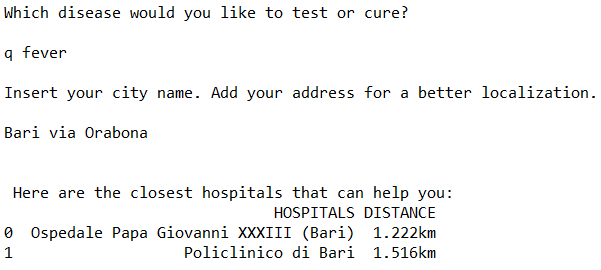 Which disease would you like to test or cure?
q fever
Insert your city name. Add your address for a better localization.
Bari via Orabona
Here are the closest hospitals that can help you:
HOSPITALS DISTANCE
0 Ospedale Papa Giovanni XXXIII (Bari) 1.222km
1 Policlinico di Bari 1.516km